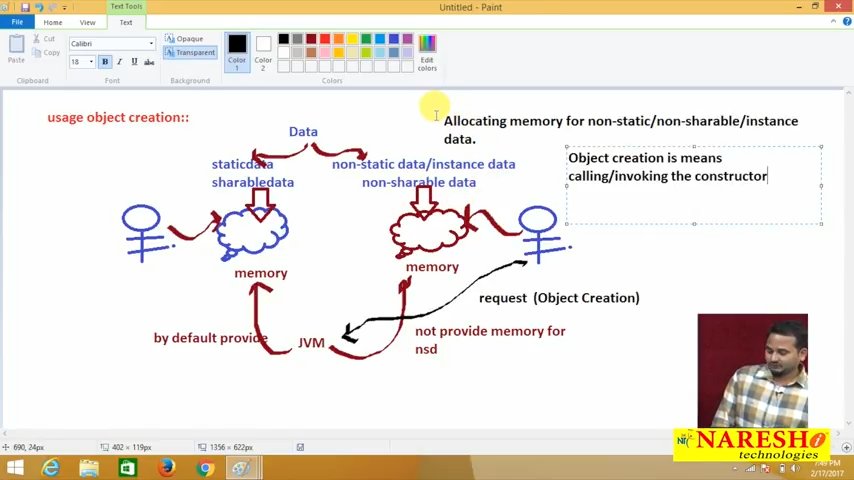 Text Tools
Untitled - Paint
File
Home
View
Text
Cut
Copy
Paste
Calibri
18
B
I
U
abc
Opaque
Transparent
Color
1
Color
2
Edit
colors
Clipboard
Font
Background
Colors
usage object creation::
Allocating memory for non-static/non-sharable/instance
data.
Data
Object creation is means
calling/invoking the constructor
staticdata
sharabledata
non-static data/instance data
non-sharable data
memory
memory
request (Object Creation)
by default provide
JVM
not provide memory for
nsd
690, 24px
402 × 119px
1356 × 622px
100%
NARESH i
technologies
7:49 PM
2/17/2017